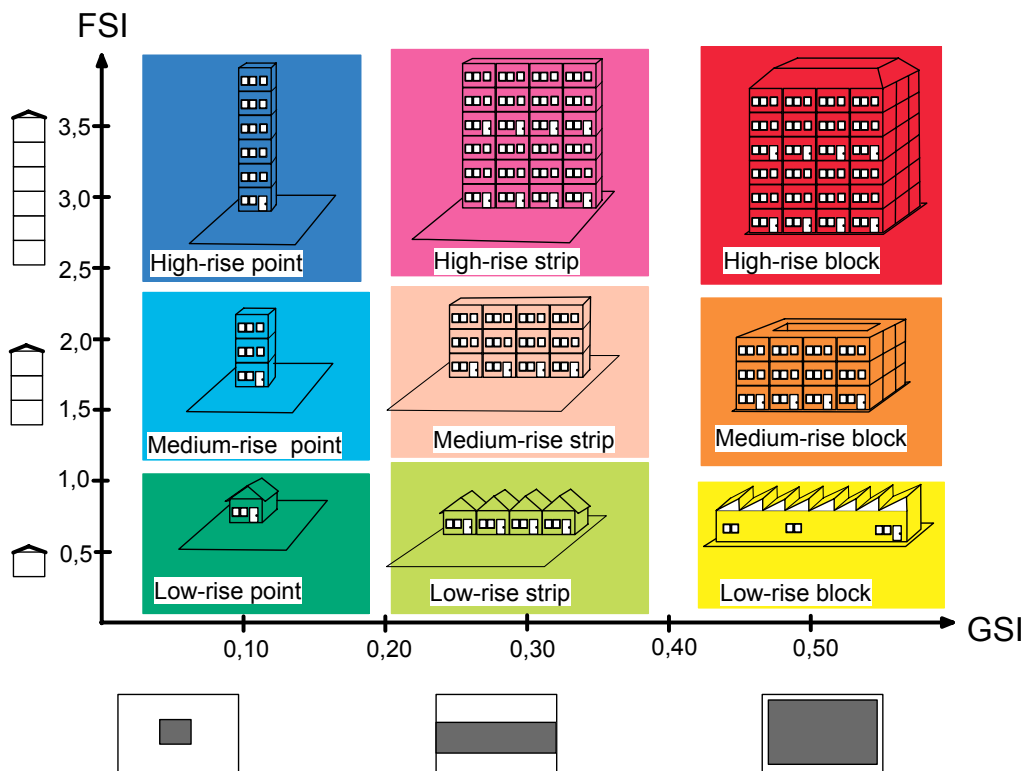 FSI
3,5
3,0
2,5
2,0
1,5
1,0
0,5
High-rise point
High-rise strip
High-rise block
Medium-rise point
Medium-rise strip
Medium-rise block
Low-rise point
Low-rise strip
Low-rise block
0,10
0,20
0,30
0,40
0,50
GSI